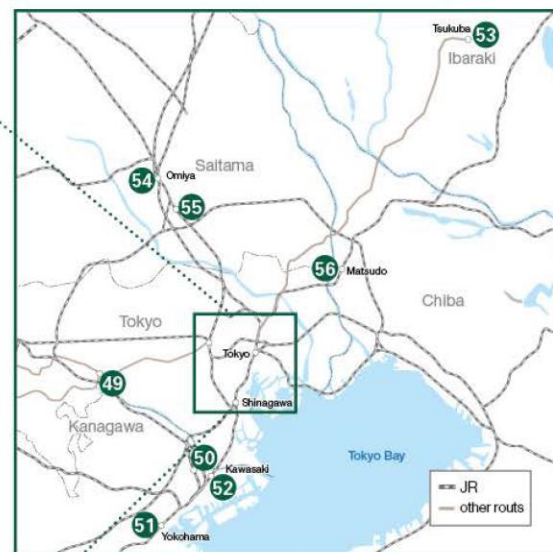 Tsukuba 53
Ibaraki
Saitama
54 Omiya
55
56 Matsudo
Tokyo
Chiba
Tokyo
49
Shinagawa
Kanagawa
50
Kawasaki
52
Tokyo Bay
51 Yokohama
JR
other routs